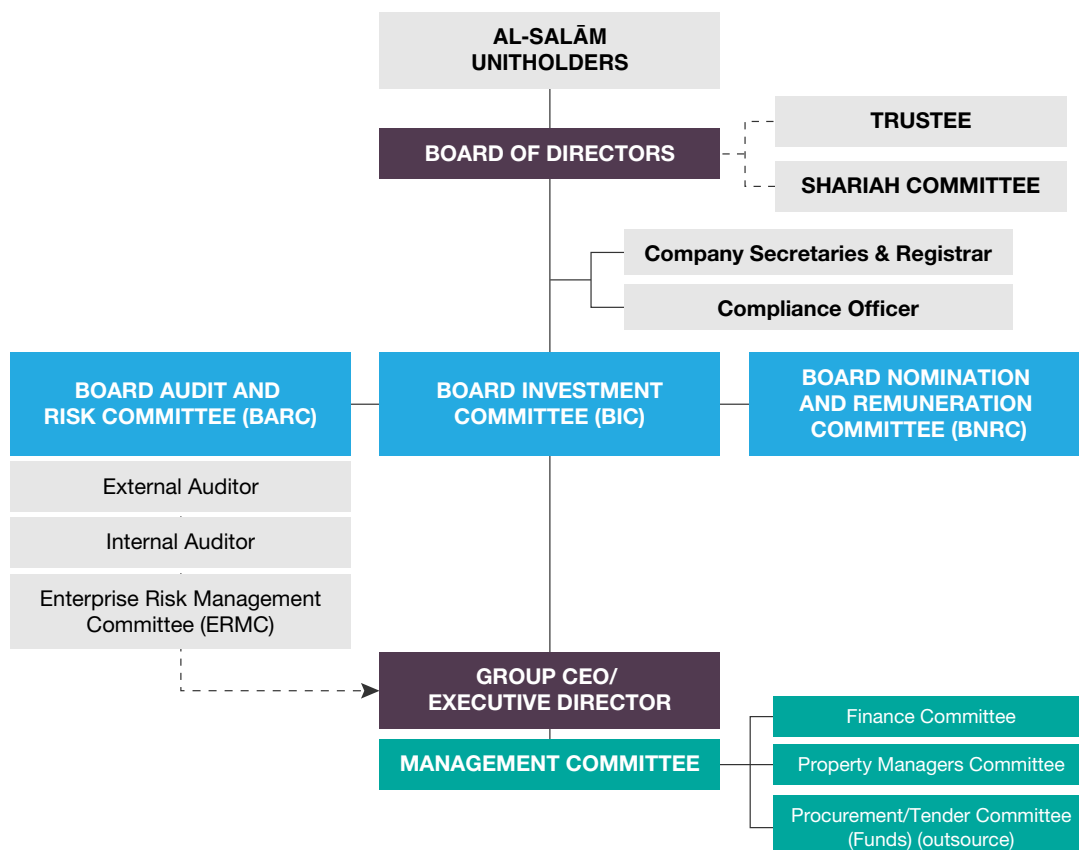 AL-SALĀM
UNITHOLDERS
BOARD OF DIRECTORS
TRUSTEE
SHARIAH COMMITTEE
Company Secretaries & Registrar
Compliance Officer
BOARD AUDIT AND
RISK COMMITTEE (BARC)
BOARD INVESTMENT
COMMITTEE (BIC)
BOARD NOMINATION
AND REMUNERATION
COMMITTEE (BNRC)
External Auditor
Internal Auditor
Enterprise Risk Management
Committee (ERMC)
GROUP CEO/
EXECUTIVE DIRECTOR
MANAGEMENT COMMITTEE
Finance Committee
Property Managers Committee
Procurement/Tender Committee
(Funds) (outsource)